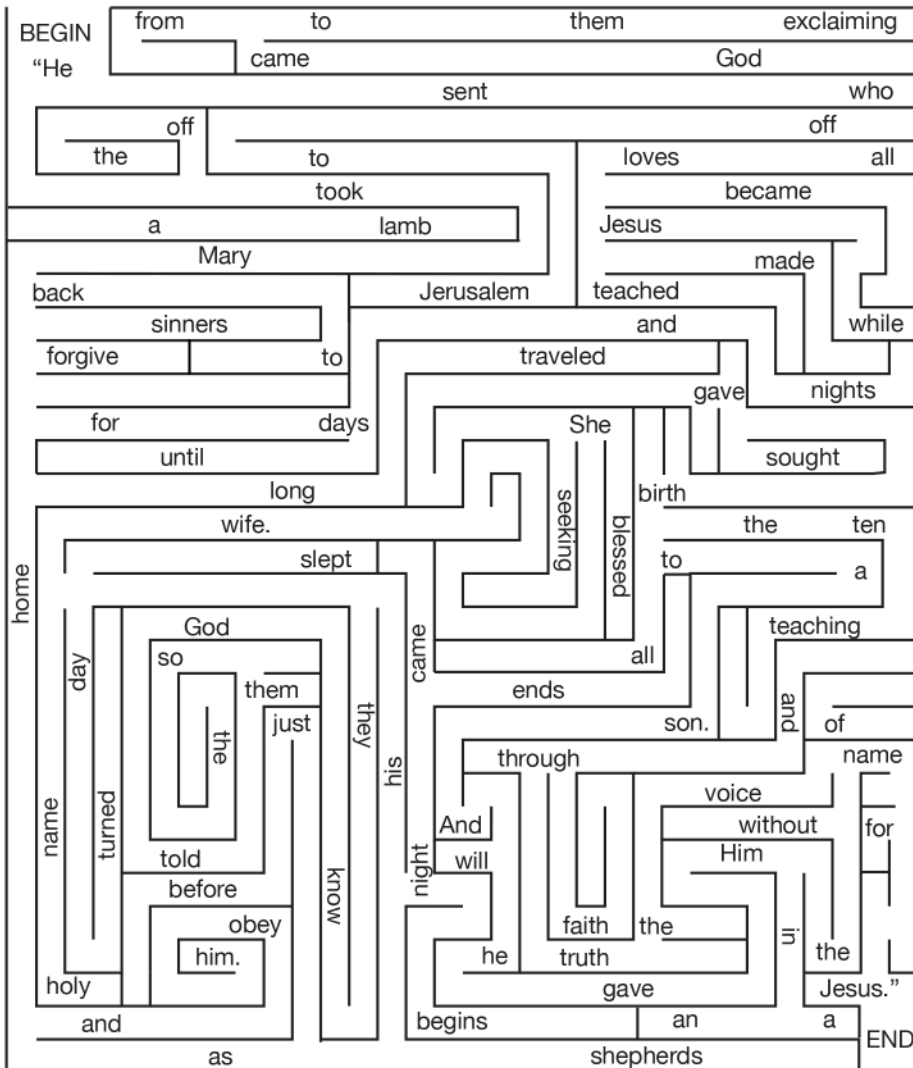 from to them exclaiming
BEGIN
“He
came God
sent who
off off
the to loves all
took became
a lamb Jesus
Mary made
back Jerusalem teached
sinners and while
forgive to traveled
gave nights
for days She
until sought
long birth
wife. the ten
seeking
blessed
slept to a
home
God teaching
day
so came all
them ends and
they
just son. of
the
his through name
name
turned voice
And without for
told will Him
night
before know
obey faith the in
him. he truth the
holy gave Jesus.”
and begins an a
END
as shepherds